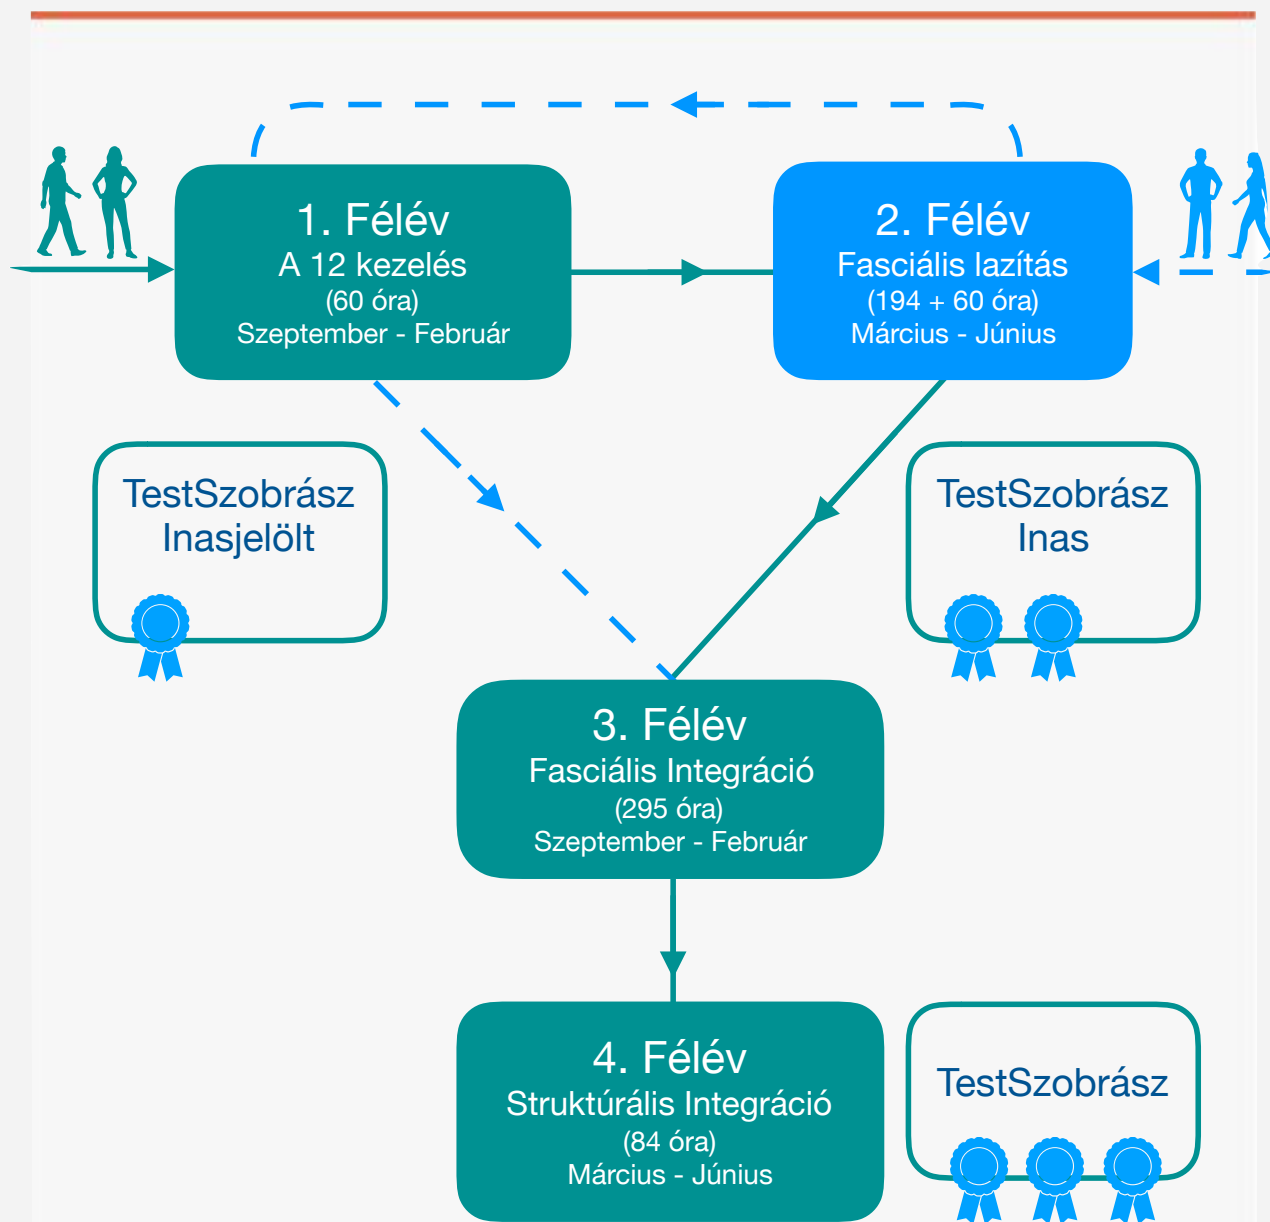 1. Félév
A 12 kezelés
(60 óra)
Szeptember - Február
2. Félév
Fasciális lazítás
(194 + 60 óra)
Március - Június
TestSzobrász
Inasjelölt
TestSzobrász
Inas
3. Félév
Fasciális Integráció
(295 óra)
Szeptember - Február
4. Félév
Struktúrális Integráció
(84 óra)
Március - Június
TestSzobrász